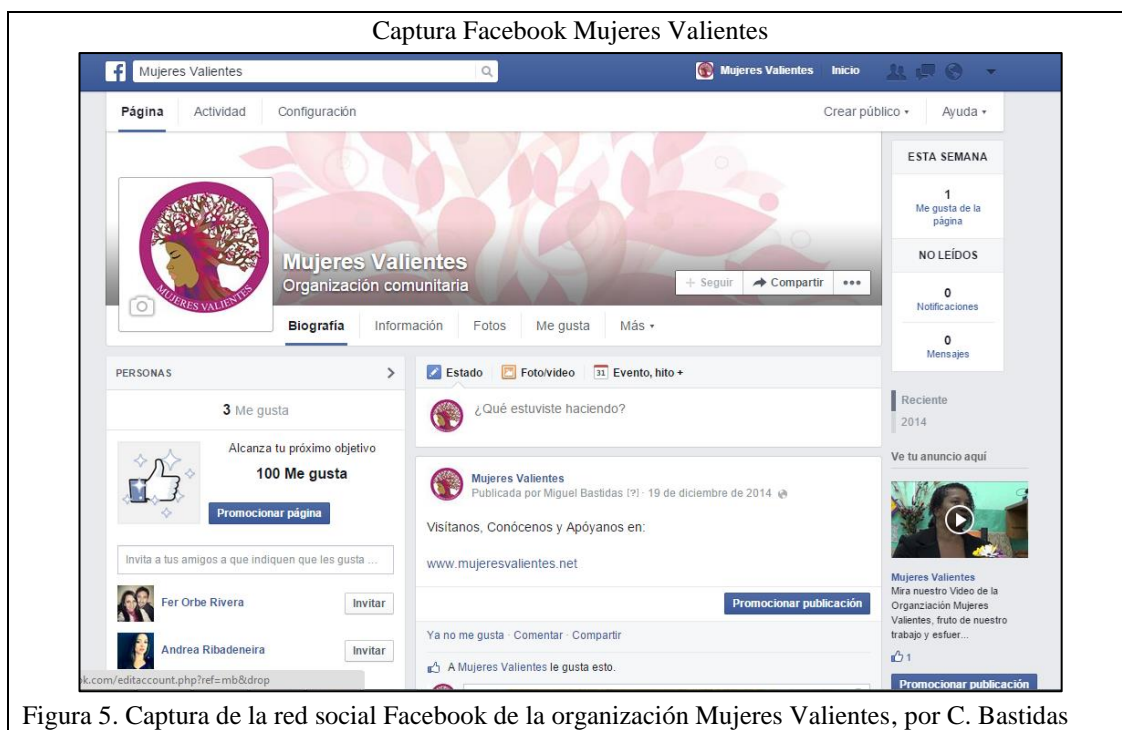 Captura Facebook Mujeres Valientes
Mujeres Valientes
Mujeres Valientes Inicio
Página Actividad Configuración Crear público Ayuda
MUJERES VALIENTES
Mujeres Valientes
Organización comunitaria
+ Seguir Compartir •••
Biografía Información Fotos Me gusta Más
ESTA SEMANA
1
Me gusta de la
página
NO LEÍDOS
0
Notificaciones
0
Mensajes
Reciente
2014
PERSONAS
3 Me gusta
Alcanza tu próximo objetivo
100 Me gusta
Promocionar página
Invita a tus amigos a que indiquen que les gusta ...
Fer Orbe Rivera Invitar
Andrea Ribadeneira Invitar
Estado Foto/video 31 Evento, hito +
¿Qué estuviste haciendo?
Mujeres Valientes
Publicada por Miguel Bastidas [?] · 19 de diciembre de 2014
Visítanos, Conócenos y Apóyanos en:
www.mujeresvalientes.net
Promocionar publicación
Ya no me gusta · Comentar · Compartir
A Mujeres Valientes le gusta esto.
Ve tu anuncio aquí
Mujeres Valientes
Mira nuestro Video de la
Organziación Mujeres
Valientes, fruto de nuestro
trabajo y esfuer...
1
Promocionar publicación
k.com/editaccount.php?ref=mb&drop
Figura 5. Captura de la red social Facebook de la organización Mujeres Valientes, por C. Bastidas